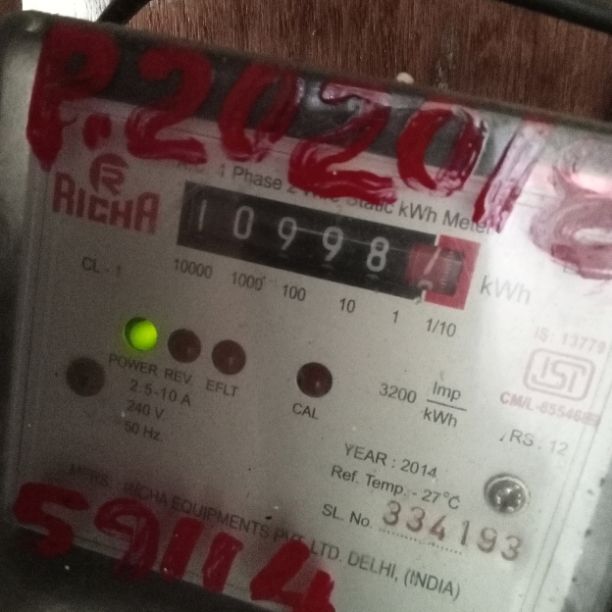 P.2020/
RICHA
1 Phase 2 Wire Static kWh Meter
10998
kWh
CL - 1
10000 1000 100 10 1 1/10
IS: 13779
ISI
POWER REV. EFLT
CAL
3200 Imp/kWh
2.5-10 A
240 V.
50 Hz.
RS. 12
YEAR : 2014
Ref. Temp. - 27°C
SL. No. 334193
RICHA EQUIPMENTS PVT. LTD. DELHI, (INDIA)
59114